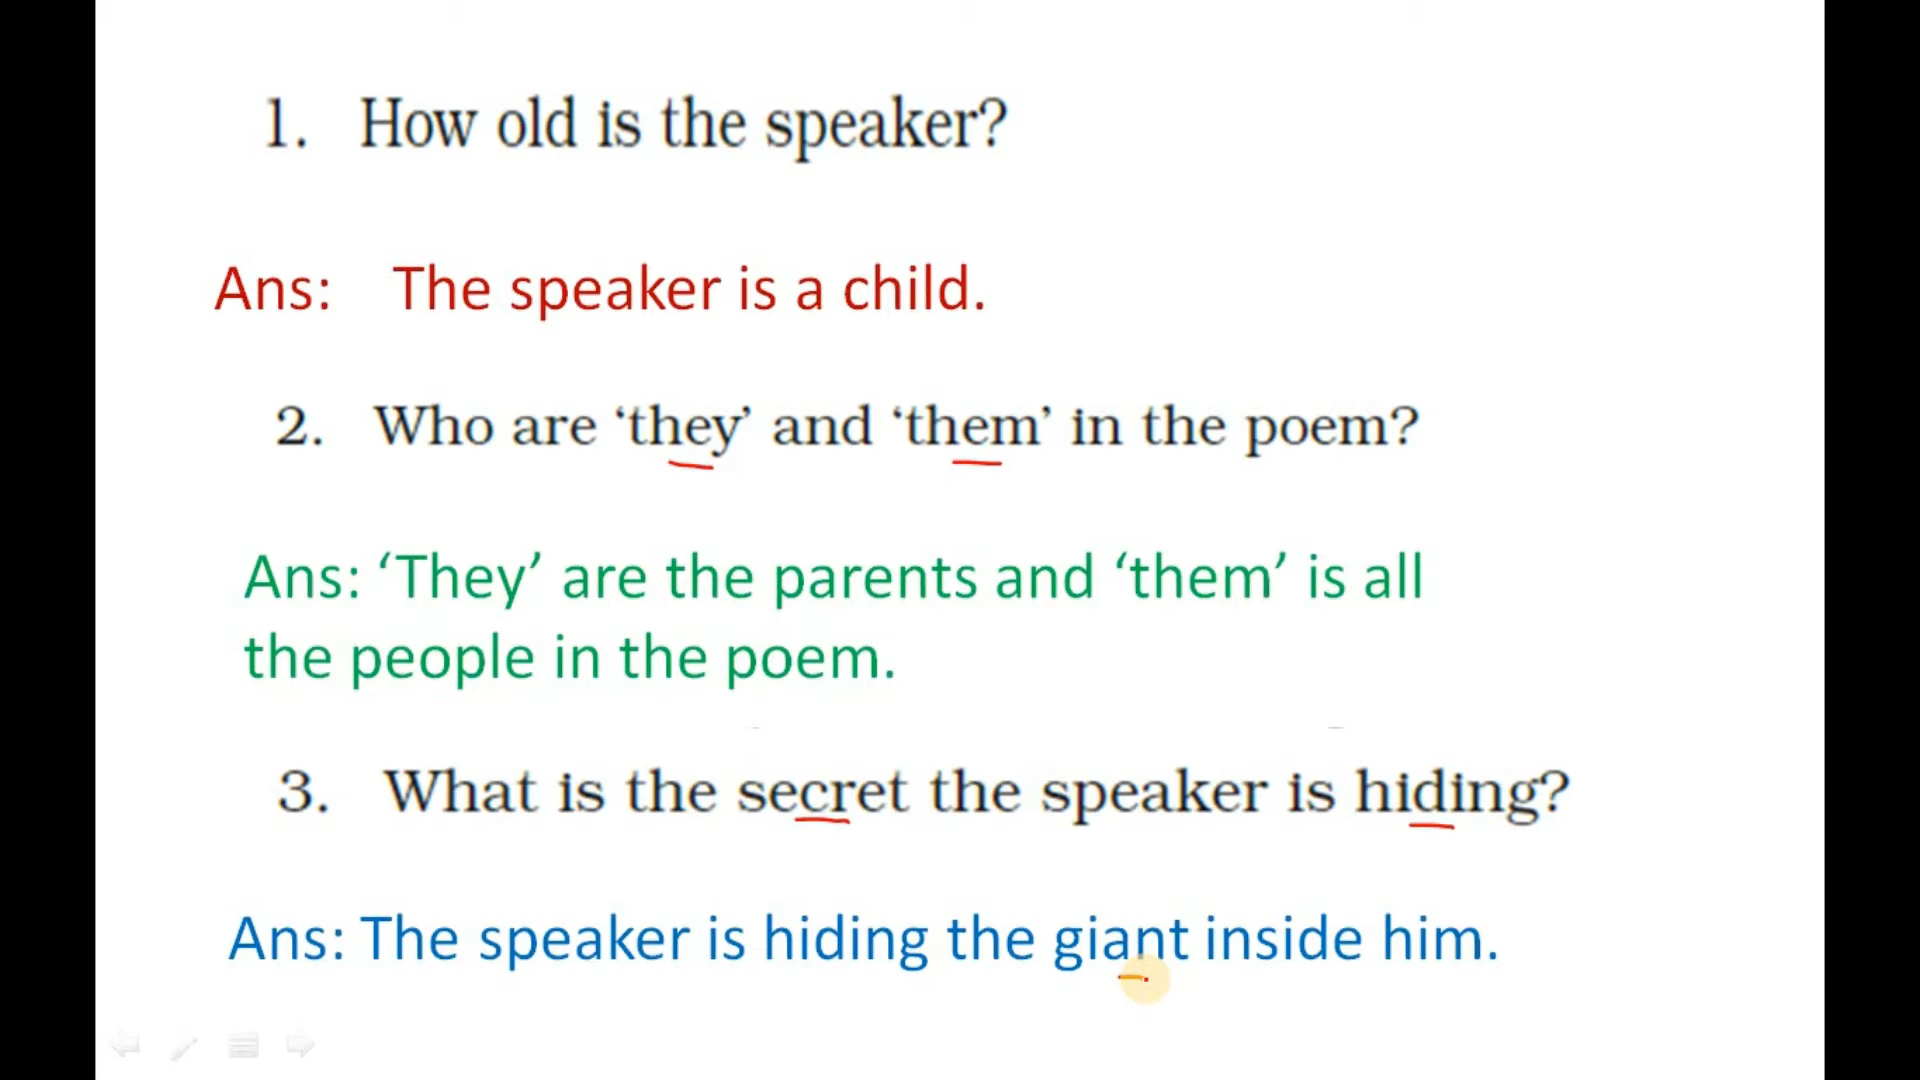 1. How old is the speaker?
Ans: The speaker is a child.
2. Who are ‘they’ and ‘them’ in the poem?
Ans: ‘They’ are the parents and ‘them’ is all
the people in the poem.
3. What is the secret the speaker is hiding?
Ans: The speaker is hiding the giant inside him.